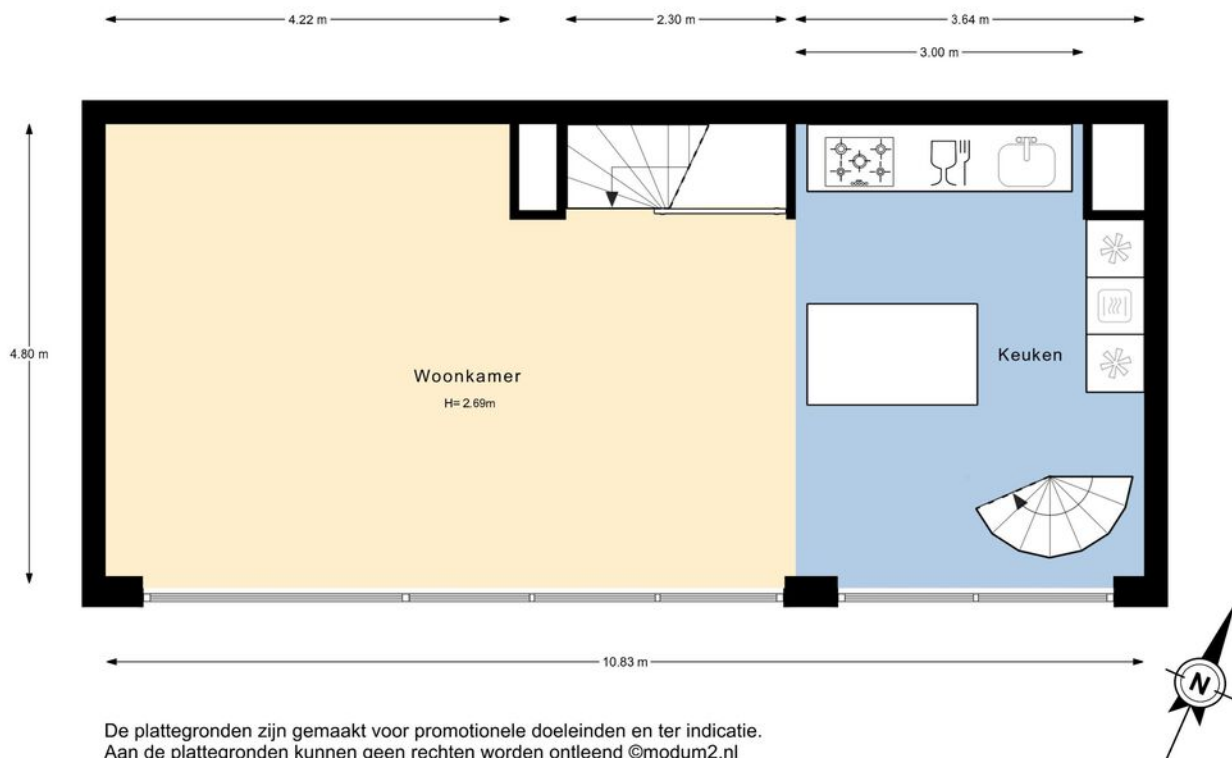 4.22 m
2.30 m
3.64 m
3.00 m
4.80 m
Keuken
Woonkamer
H= 2.69m
10.83 m
N
De plattegronden zijn gemaakt voor promotionele doeleinden en ter indicatie.
Aan de plattegronden kunnen geen rechten worden ontleend ©modum2.nl